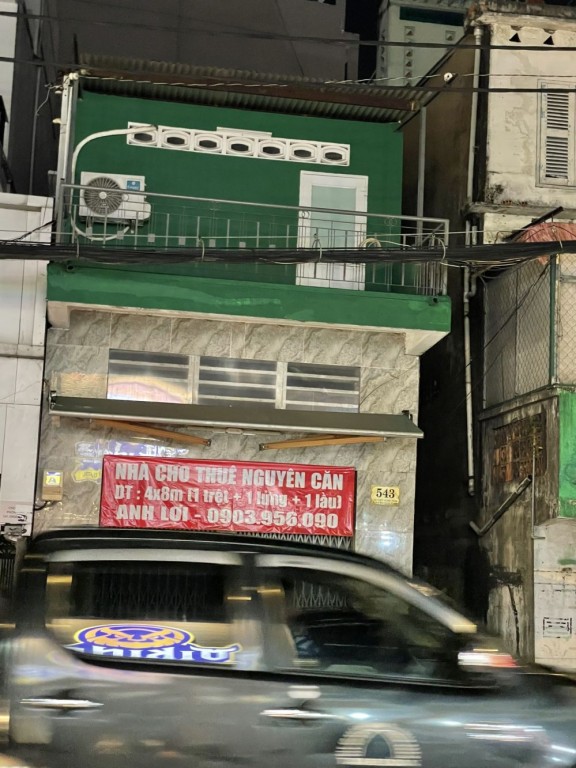 NHÀ CHO THUÊ NGUYÊN CĂN
DT : 4x8m (1 trệt + 1 lửng + 1 lầu)
ANH LỢI - 0903.956.090
543